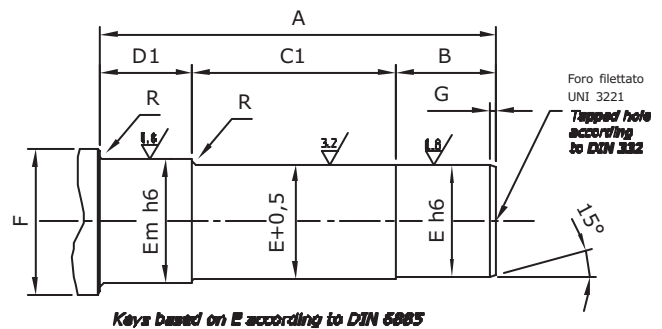 A
D1
C1
B
G
R
R
Foro filettato
UNI 3221
Tapped hole
according
to DIN 332
1.6
3.2
1.6
F
Em h6
E+0,5
E h6
15°
Keys based on E according to DIN 6885